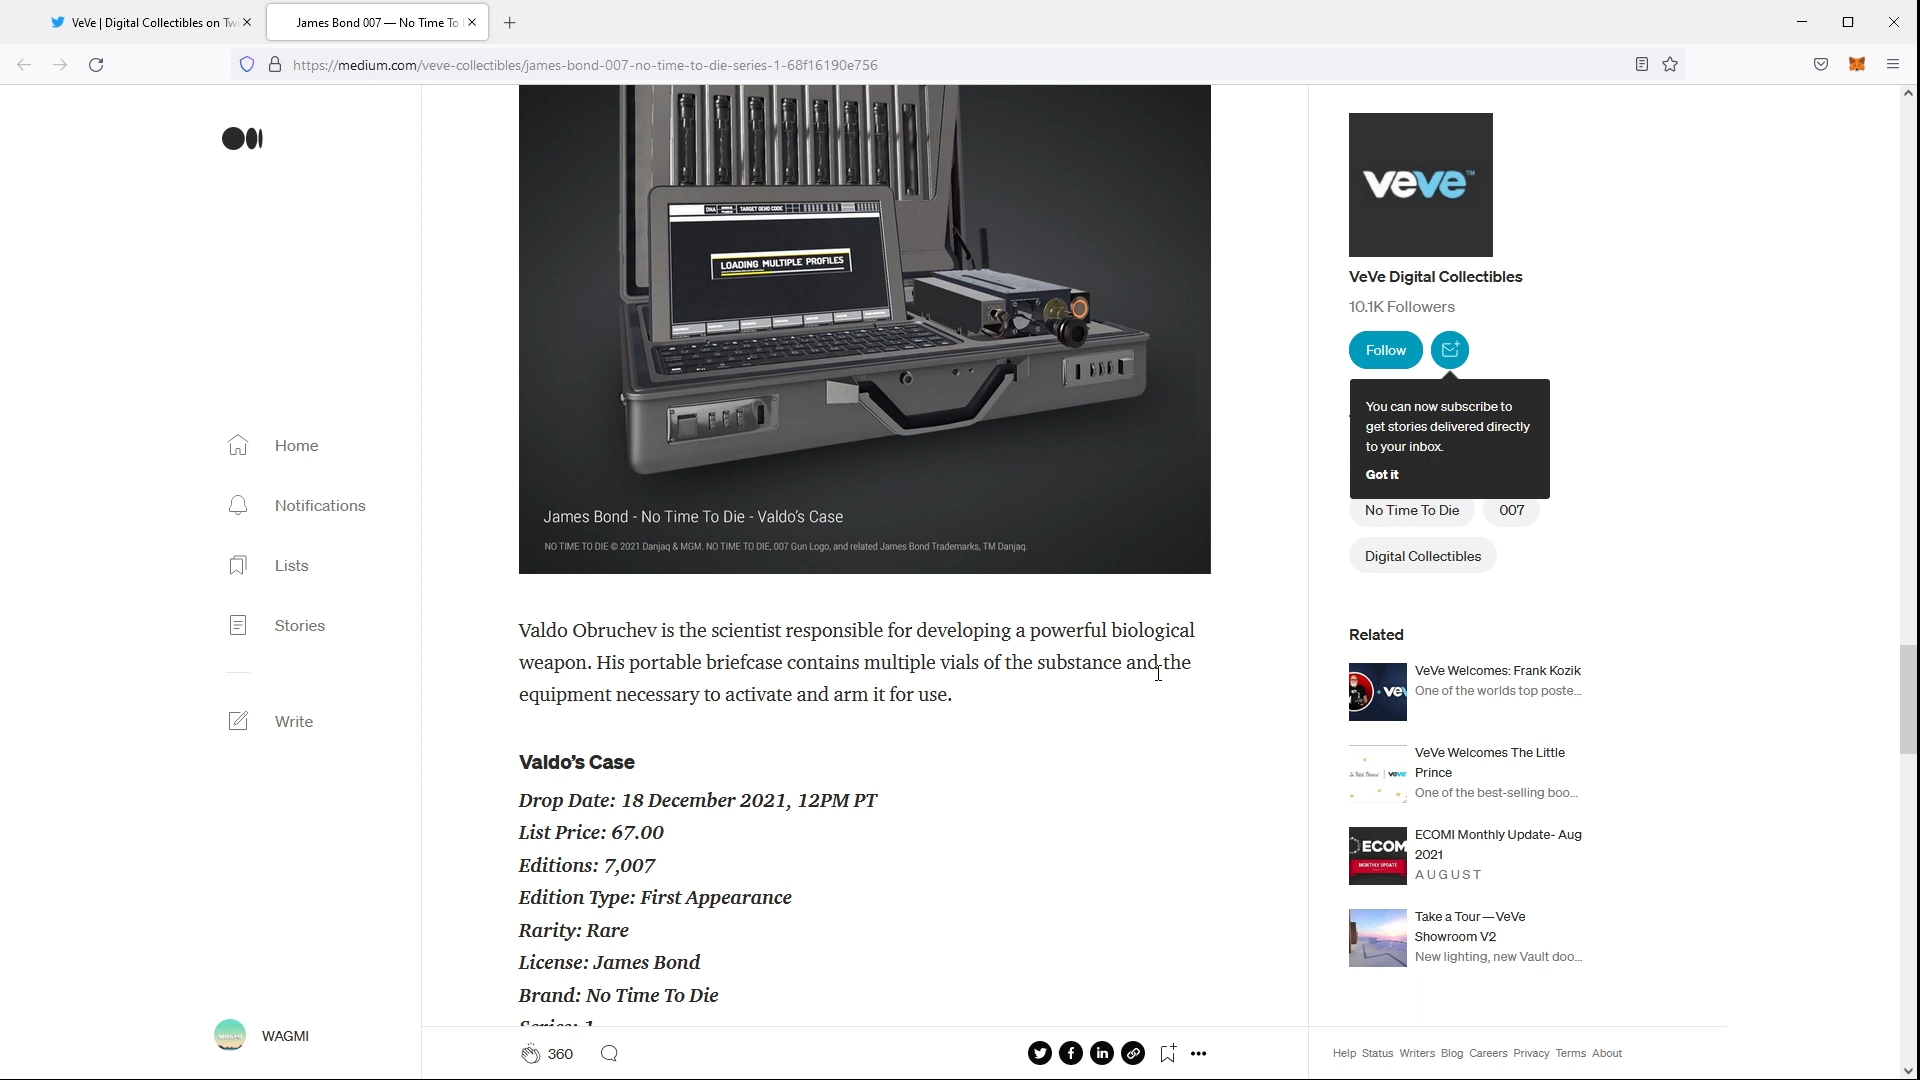 VeVe | Digital Collectibles on Twi
James Bond 007 — No Time To
https://medium.com/veve-collectibles/james-bond-007-no-time-to-die-series-1-68f16190e756
Home
Notifications
Lists
Stories
Write
WAGMI
DNA
TARGET GENO CODE
LOADING MULTIPLE PROFILES
James Bond - No Time To Die - Valdo's Case
NO TIME TO DIE © 2021 Danjaq & MGM. NO TIME TO DIE, 007 Gun Logo, and related James Bond Trademarks, TM Danjaq.
Valdo Obruchev is the scientist responsible for developing a powerful biological
weapon. His portable briefcase contains multiple vials of the substance and the
equipment necessary to activate and arm it for use.
Valdo’s Case
Drop Date: 18 December 2021, 12PM PT
List Price: 67.00
Editions: 7,007
Edition Type: First Appearance
Rarity: Rare
License: James Bond
Brand: No Time To Die
Series: 1
360
veve™
VeVe Digital Collectibles
10.1K Followers
Follow
You can now subscribe to
get stories delivered directly
to your inbox.
Got it
No Time To Die
007
Digital Collectibles
Related
VeVe Welcomes: Frank Kozik
One of the worlds top poste...
VeVe Welcomes The Little
Prince
One of the best-selling boo...
ECOMI Monthly Update- Aug
2021
AUGUST
Take a Tour — VeVe
Showroom V2
New lighting, new Vault doo...
Help Status Writers Blog Careers Privacy Terms About